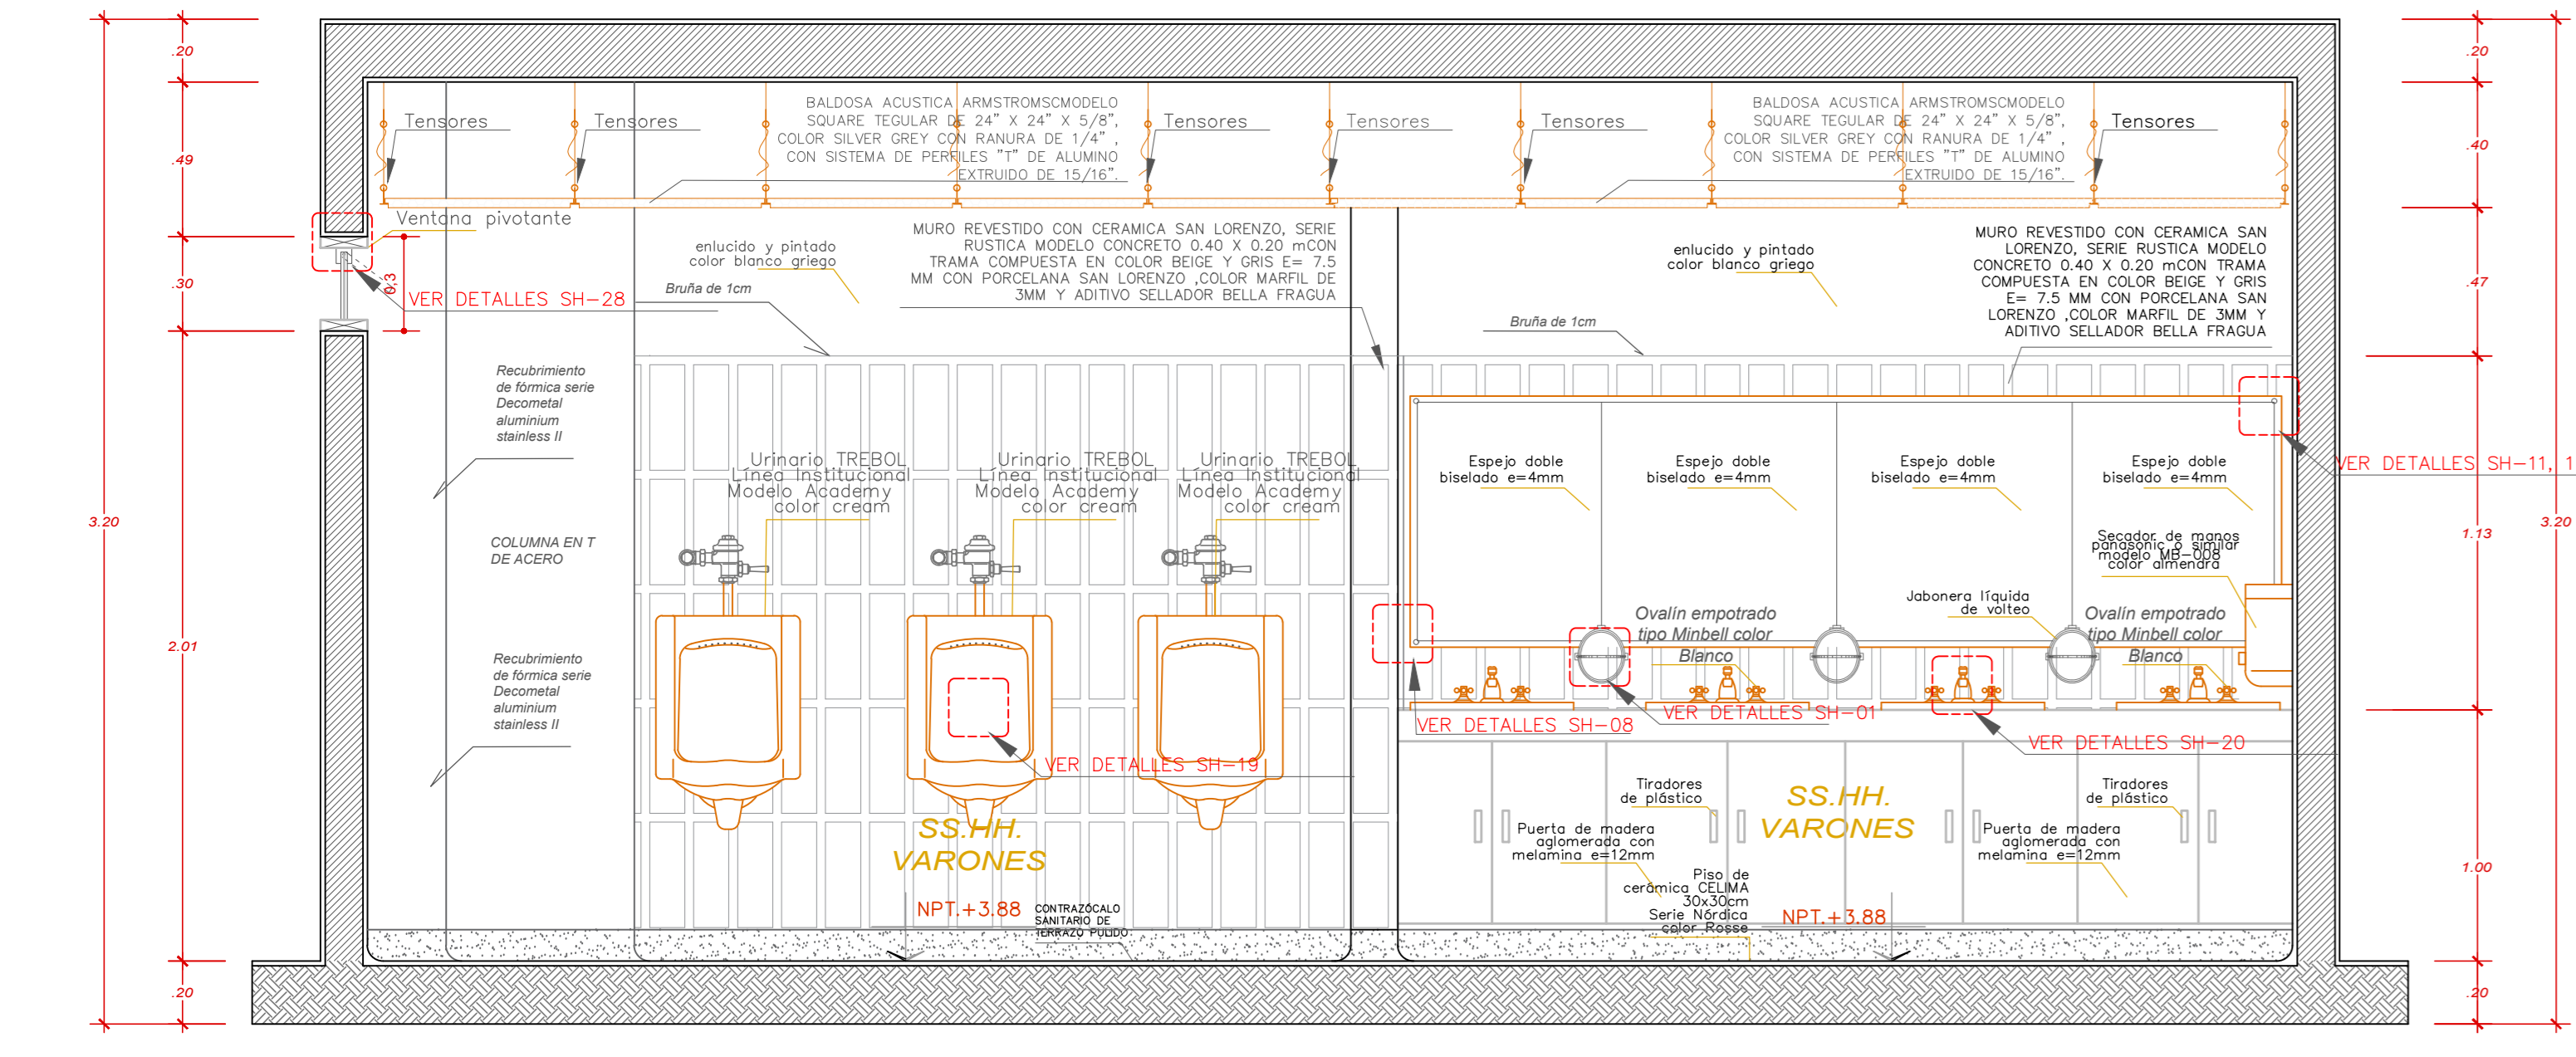 .20
.49
.30
2.01
.20
3.20
Tensores
Tensores
BALDOSA ACUSTICA ARMSTROMSCMODELO
SQUARE TEGULAR DE 24" X 24" X 5/8",
COLOR SILVER GREY CON RANURA DE 1/4" ,
CON SISTEMA DE PERFILES "T" DE ALUMINO
EXTRUIDO DE 15/16".
Tensores
Tensores
Tensores
BALDOSA ACUSTICA ARMSTROMSCMODELO
SQUARE TEGULAR DE 24" X 24" X 5/8",
COLOR SILVER GREY CON RANURA DE 1/4" ,
CON SISTEMA DE PERFILES "T" DE ALUMINO
EXTRUIDO DE 15/16".
Tensores
Ventana pivotante
0,3
VER DETALLES SH-28
enlucido y pintado
color blanco griego
Bruña de 1cm
MURO REVESTIDO CON CERAMICA SAN LORENZO, SERIE
RUSTICA MODELO CONCRETO 0.40 X 0.20 mCON
TRAMA COMPUESTA EN COLOR BEIGE Y GRIS E= 7.5
MM CON PORCELANA SAN LORENZO ,COLOR MARFIL DE
3MM Y ADITIVO SELLADOR BELLA FRAGUA
enlucido y pintado
color blanco griego
Bruña de 1cm
MURO REVESTIDO CON CERAMICA SAN
LORENZO, SERIE RUSTICA MODELO
CONCRETO 0.40 X 0.20 mCON TRAMA
COMPUESTA EN COLOR BEIGE Y GRIS
E= 7.5 MM CON PORCELANA SAN
LORENZO ,COLOR MARFIL DE 3MM Y
ADITIVO SELLADOR BELLA FRAGUA
Recubrimiento
de fórmica serie
Decometal
aluminium
stainless II
COLUMNA EN T
DE ACERO
Recubrimiento
de fórmica serie
Decometal
aluminium
stainless II
Urinario TREBOL
Línea Institucional
Modelo Academy
color cream
Urinario TREBOL
Línea Institucional
Modelo Academy
color cream
Urinario TREBOL
Línea Institucional
Modelo Academy
color cream
Espejo doble
biselado e=4mm
Espejo doble
biselado e=4mm
Espejo doble
biselado e=4mm
Espejo doble
biselado e=4mm
VER DETALLES SH-11, 1
Secador de manos
panasonic o similar
modelo MB-008
color almendra
Jabonera líquida
de volteo
Ovalín empotrado
tipo Minbell color
Blanco
Ovalín empotrado
tipo Minbell color
Blanco
VER DETALLES SH-08
VER DETALLES SH-01
VER DETALLES SH-20
VER DETALLES SH-19
SS.HH.
VARONES
NPT.+3.88
CONTRAZÓCALO
SANITARIO DE
TERRAZO PULIDO
Tiradores
de plástico
Puerta de madera
aglomerada con
melamina e=12mm
Piso de
cerámica CELIMA
30x30cm
Serie Nórdica
color Rosse
SS.HH.
VARONES
NPT.+3.88
Tiradores
de plástico
Puerta de madera
aglomerada con
melamina e=12mm
.20
.40
.47
1.13
1.00
.20
3.20